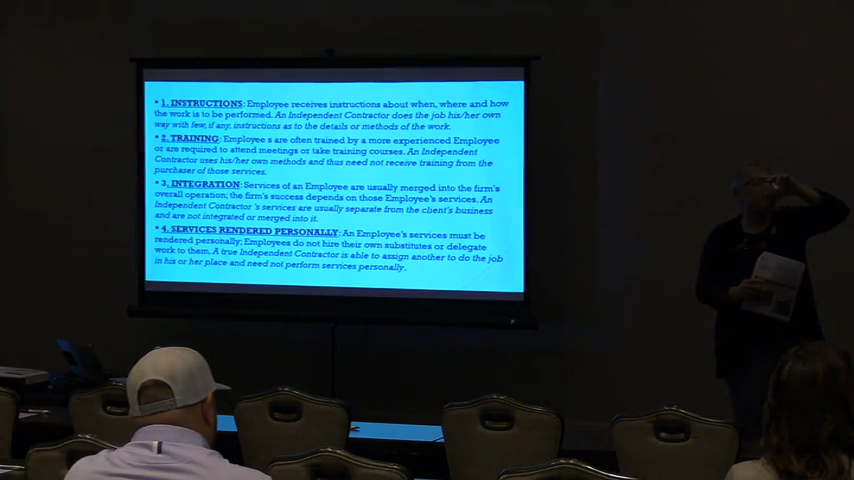 • 1. INSTRUCTIONS: Employee receives instructions about when, where and how
the work is to be performed. An Independent Contractor does the job his/her own
way with few, if any, instructions as to the details or methods of the work.
• 2. TRAINING: Employee s are often trained by a more experienced Employee
or are required to attend meetings or take training courses. An Independent
Contractor uses his/her own methods and thus need not receive training from the
purchaser of those services.
• 3. INTEGRATION: Services of an Employee are usually merged into the firm's
overall operation; the firm's success depends on those Employee's services. An
Independent Contractor 's services are usually separate from the client's business
and are not integrated or merged into it.
• 4. SERVICES RENDERED PERSONALLY: An Employee's services must be
rendered personally; Employees do not hire their own substitutes or delegate
work to them. A true Independent Contractor is able to assign another to do the job
in his or her place and need not perform services personally.